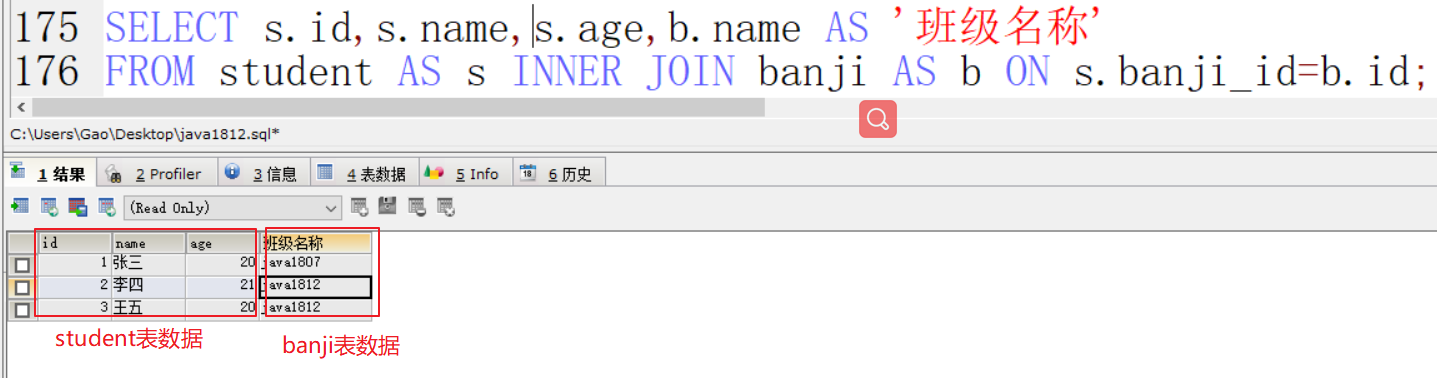 175 SELECT s.id,s.name,s.age,b.name AS '班级名称'
176 FROM student AS s INNER JOIN banji AS b ON s.banji_id=b.id;
C:\Users\Gao\Desktop\java1812.sql*
1 结果 2 Profiler 3 信息 4 表数据 5 Info 18 6 历史
(Read Only)
id name age 班级名称
1 张三 20 java1807
2 李四 21 java1812
3 王五 20 java1812
student表数据 banji表数据